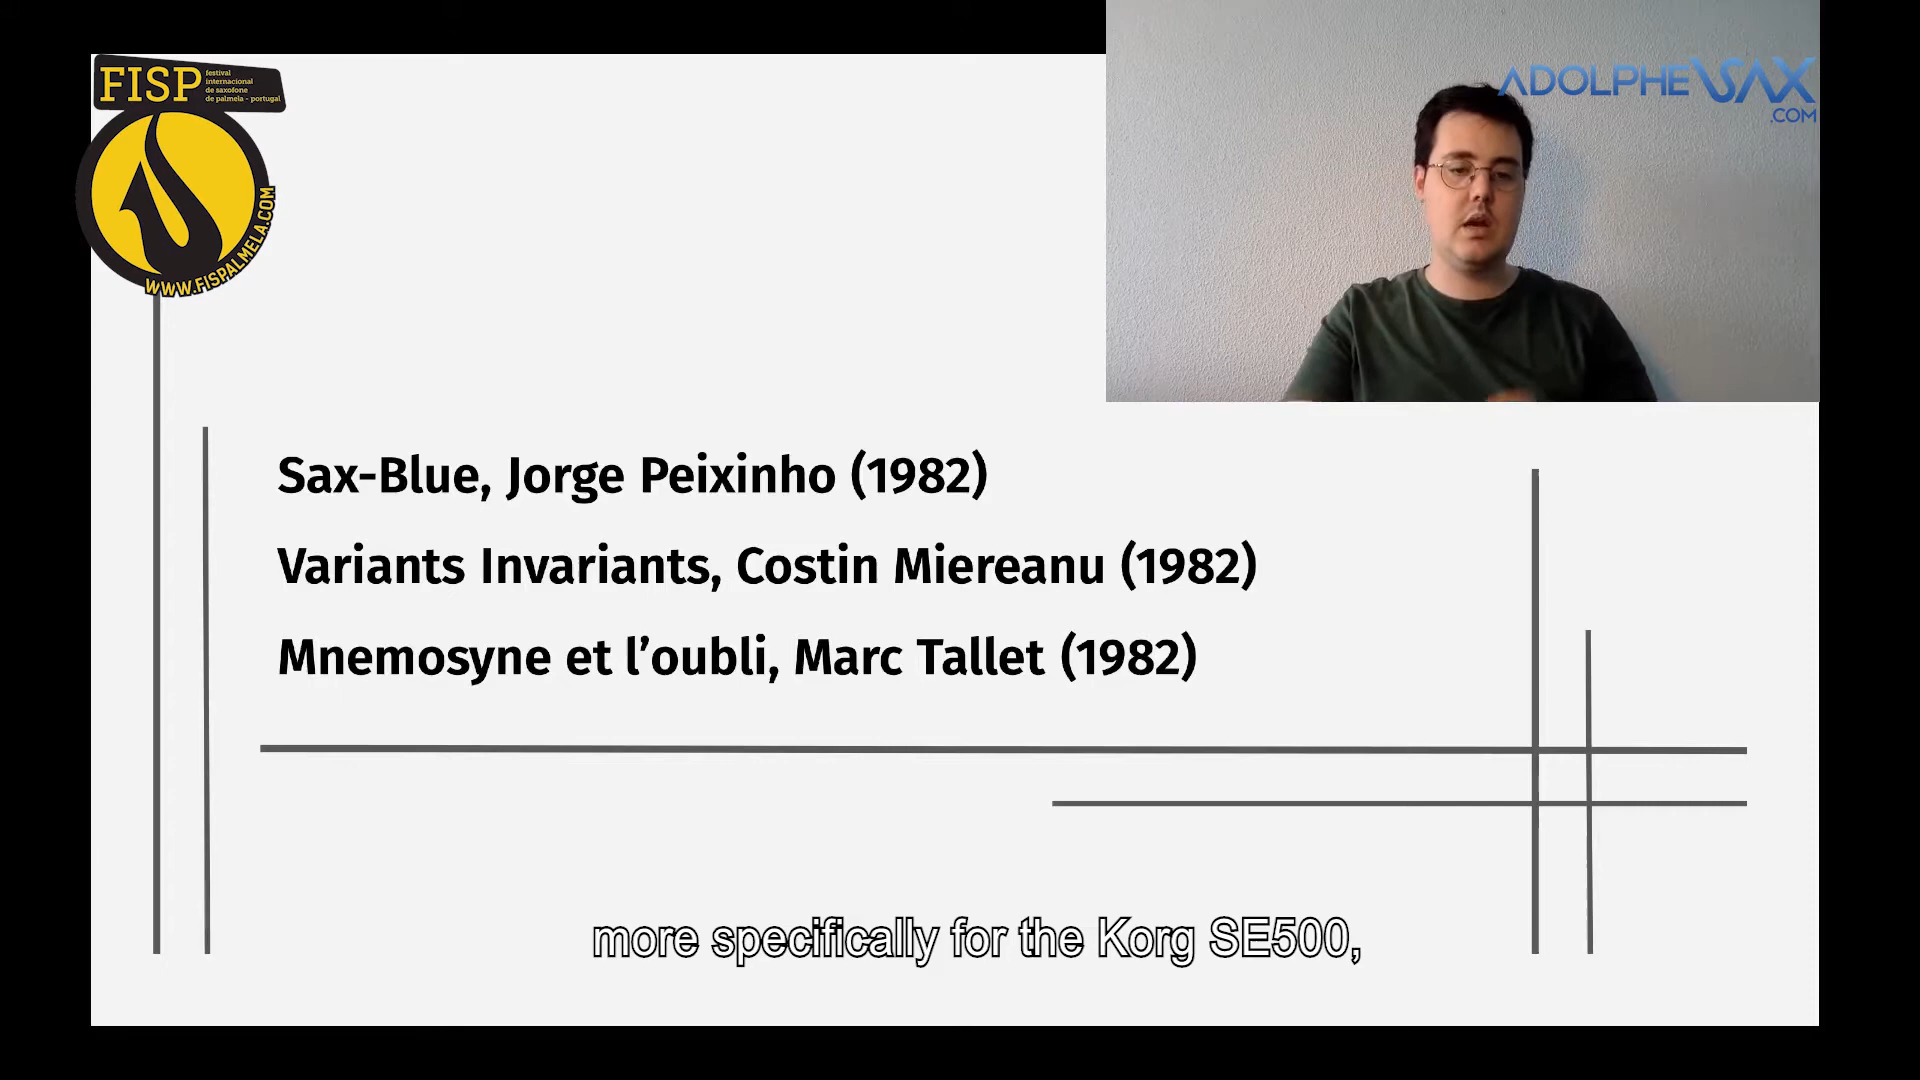 FISP
festival
internacional
de saxofone
de palmela - portugal
WWW.FISPALMELA.COM
ADOLPHESAX
.COM
Sax-Blue, Jorge Peixinho (1982)
Variants Invariants, Costin Miereanu (1982)
Mnemosyne et l’oubli, Marc Tallet (1982)
more specifically for the Korg SE500,